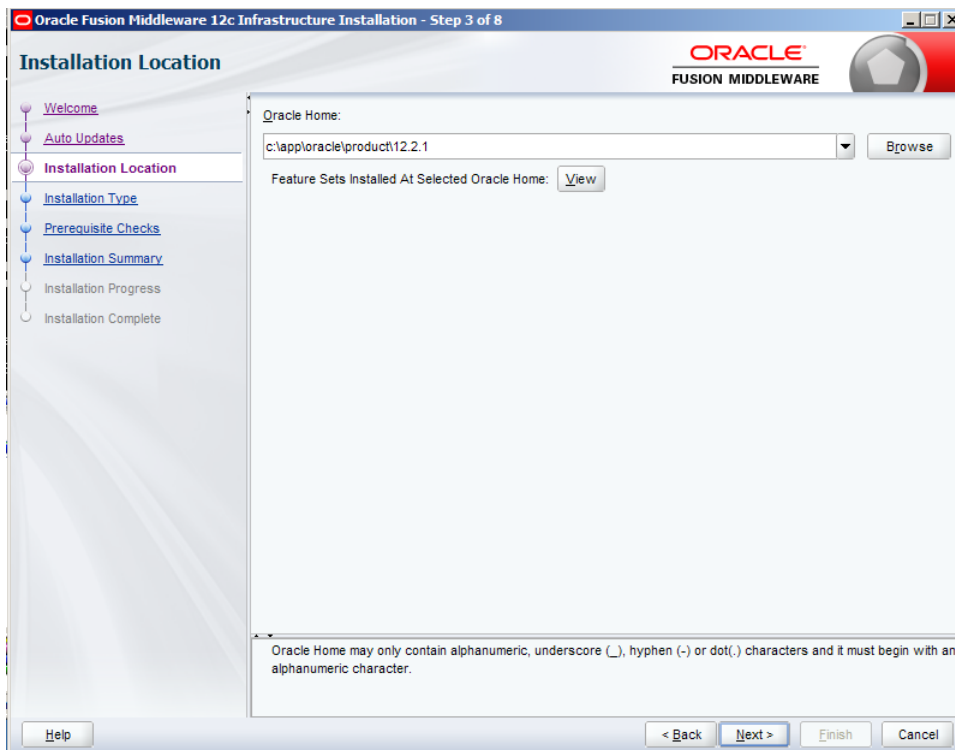 Oracle Fusion Middleware 12c Infrastructure Installation - Step 3 of 8
Installation Location
ORACLE
FUSION MIDDLEWARE
Welcome
Auto Updates
Installation Location
Installation Type
Prerequisite Checks
Installation Summary
Installation Progress
Installation Complete
Oracle Home:
c:\app\oracle\product\12.2.1
Browse
Feature Sets Installed At Selected Oracle Home: View
Oracle Home may only contain alphanumeric, underscore (_), hyphen (-) or dot(.) characters and it must begin with an
alphanumeric character.
Help
< Back Next > Finish Cancel